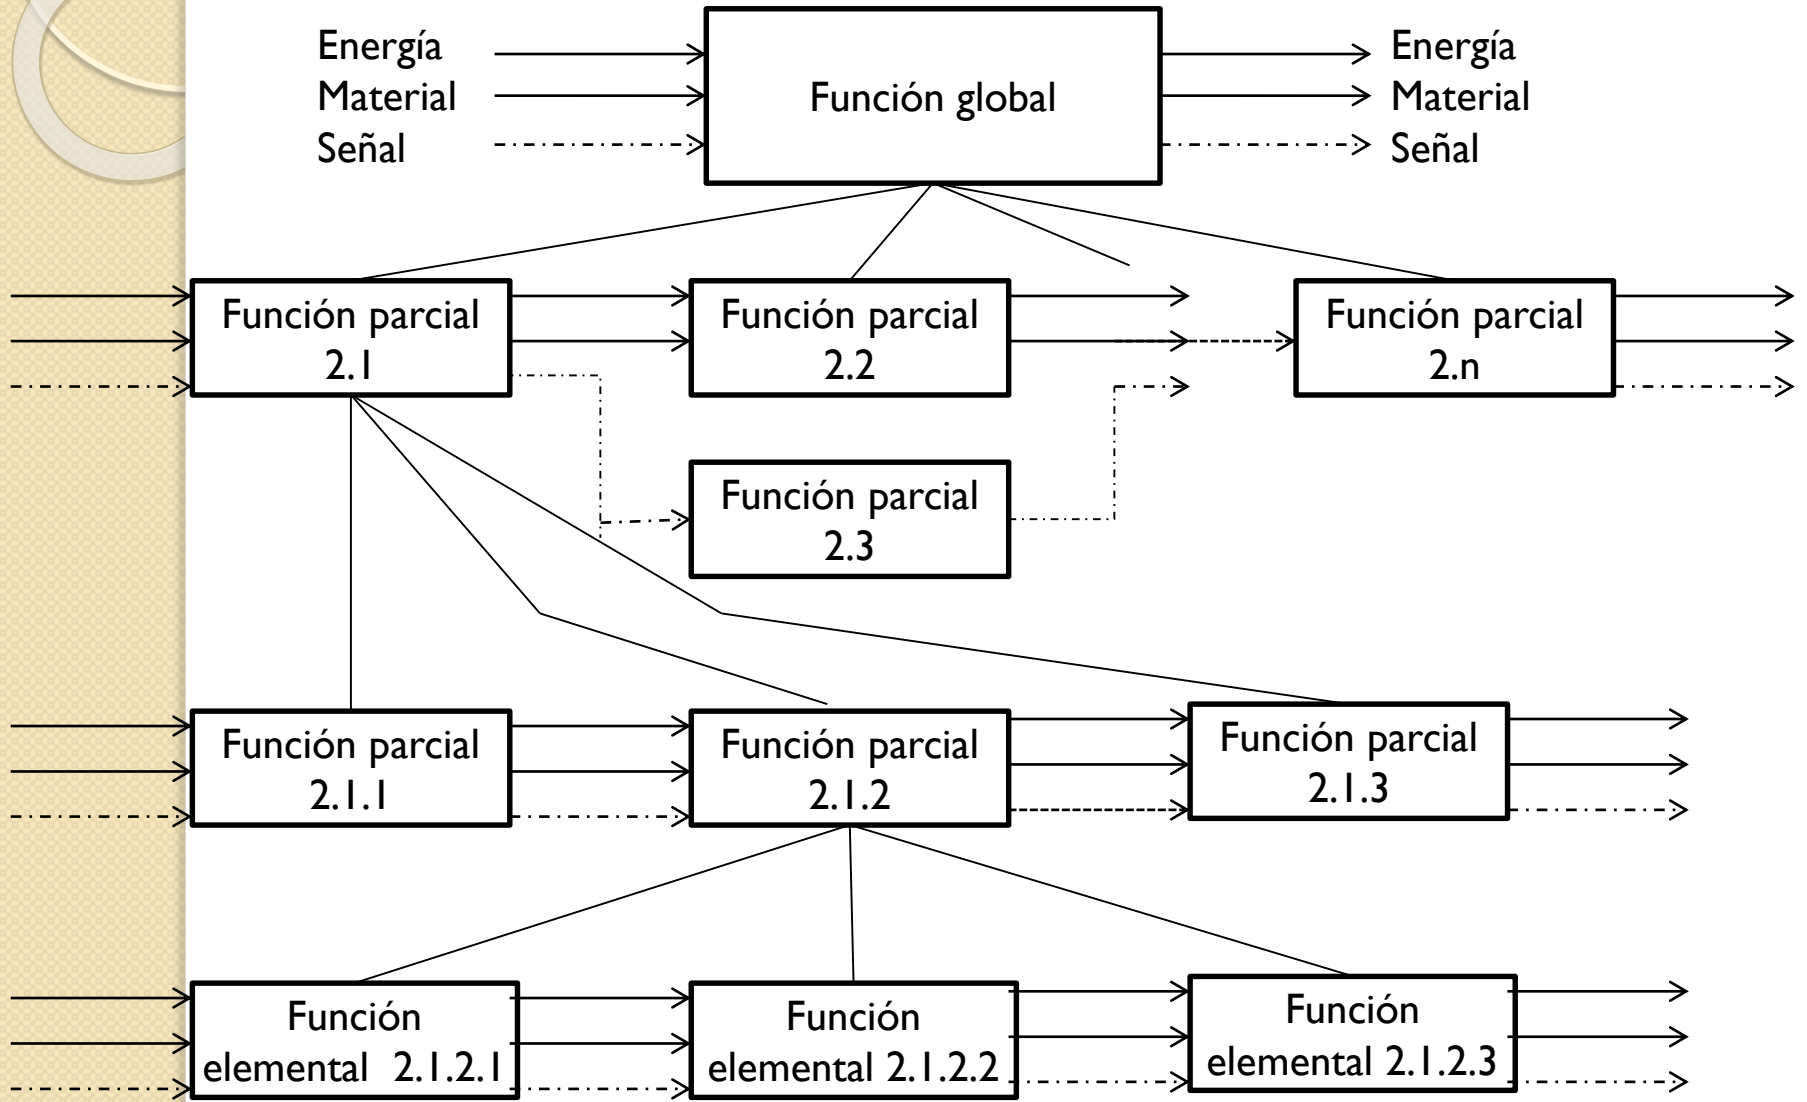 Energía
Material
Señal
Función global
Energía
Material
Señal
Función parcial
2.1
Función parcial
2.2
Función parcial
2.n
Función parcial
2.3
Función parcial
2.1.1
Función parcial
2.1.2
Función parcial
2.1.3
Función
elemental 2.1.2.1
Función
elemental 2.1.2.2
Función
elemental 2.1.2.3